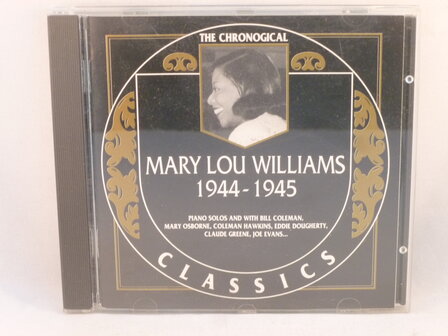 THE CHRONOGICAL
MARY LOU WILLIAMS
1944 - 1945
PIANO SOLOS AND WITH BILL COLEMAN,
MARY OSBORNE, COLEMAN HAWKINS, EDDIE DOUGHERTY,
CLAUDE GREENE, JOE EVANS...
CLASSICS